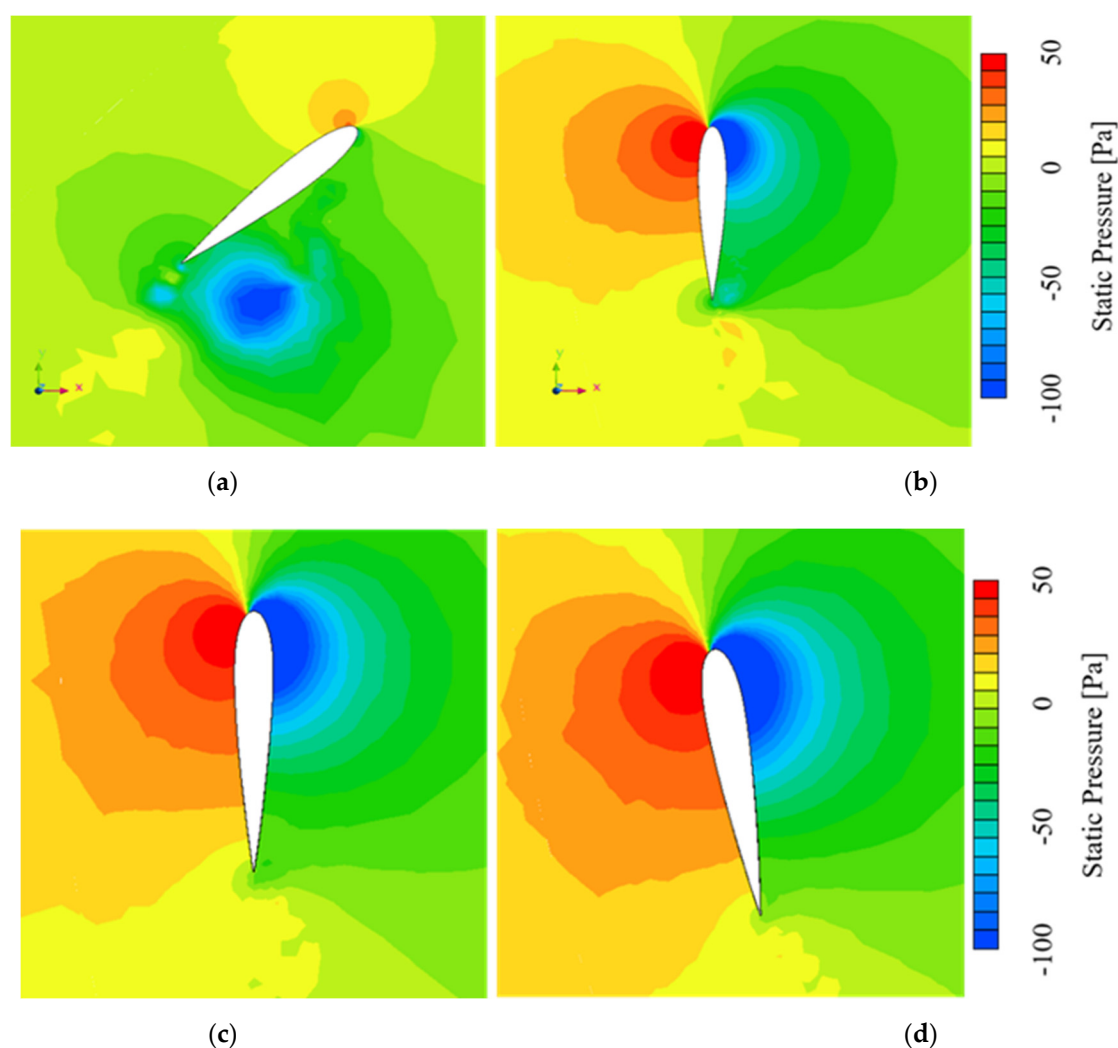 50
0
-50
-100
Static Pressure [Pa]
y
z
x
y
z
x
(a)
(b)
50
0
-50
-100
Static Pressure [Pa]
(c)
(d)